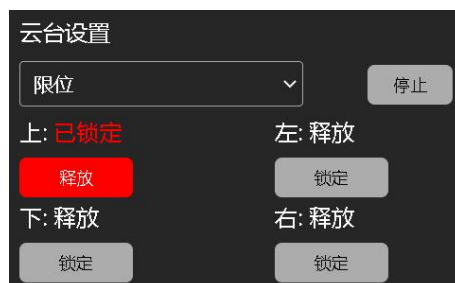 云台设置
限位 停止
上: 已锁定 左: 释放
释放 锁定
下: 释放 右: 释放
锁定 锁定